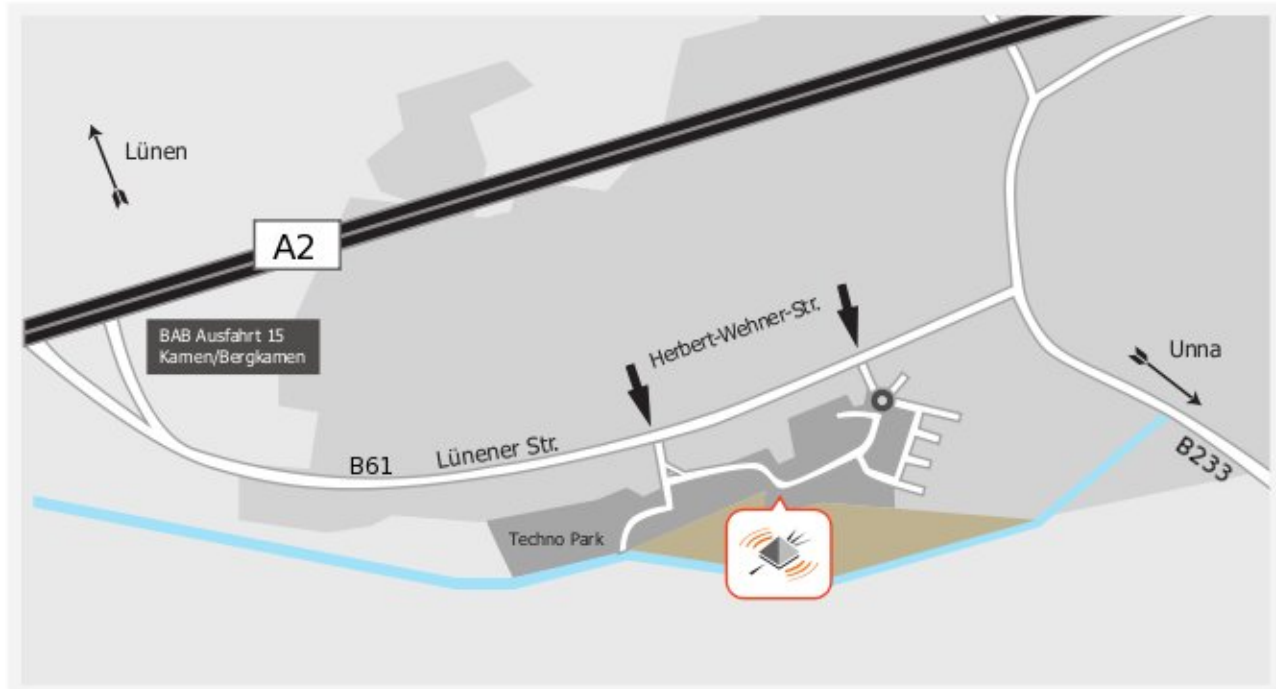 Lünen
A2
BAB Ausfahrt 15
Kamen/Bergkamen
Herbert-Wehner-Str.
Unna
Lünener Str.
B61
B233
Techno Park